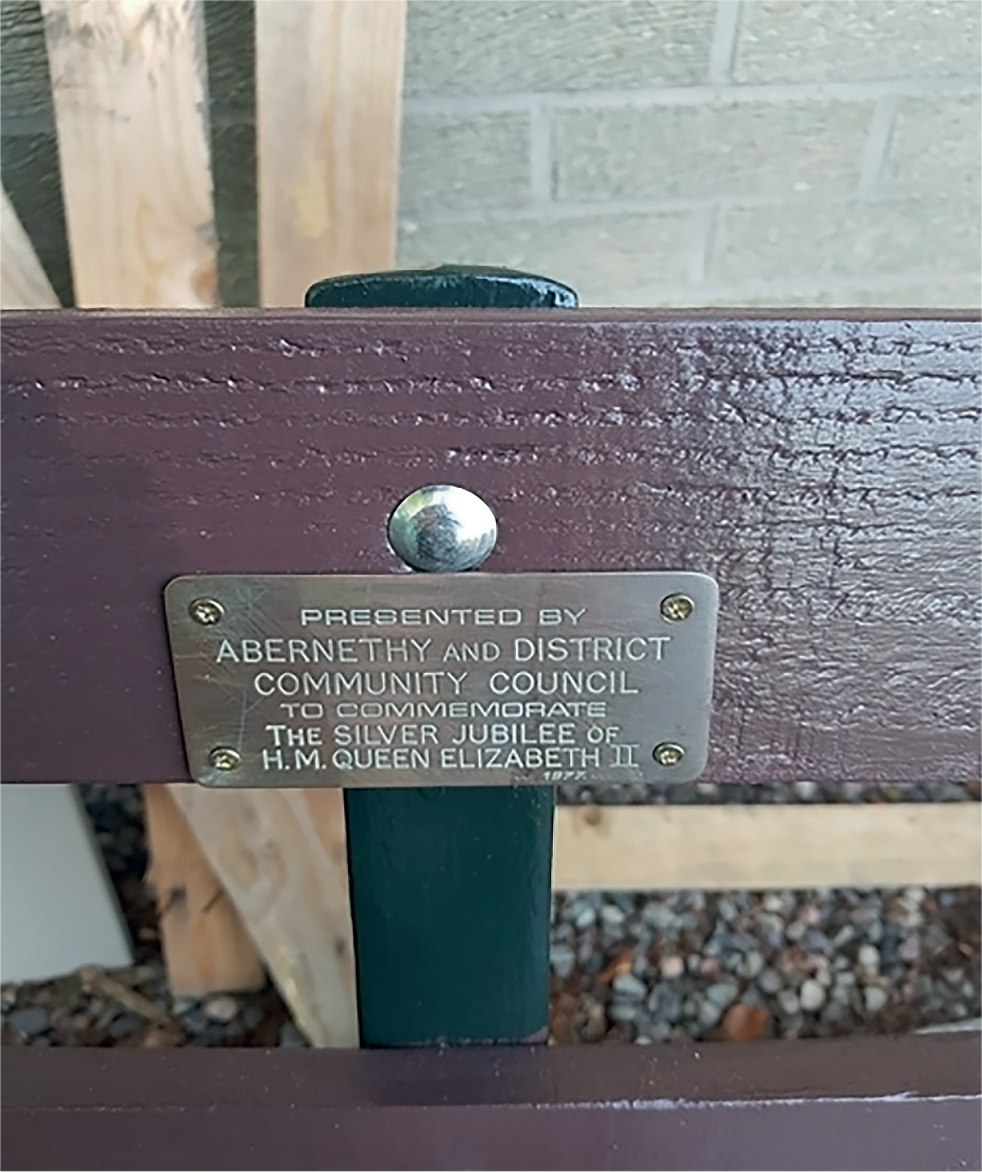 PRESENTED BY
ABERNETHY AND DISTRICT
COMMUNITY COUNCIL
TO COMMEMORATE
THE SILVER JUBILEE OF
H.M. QUEEN ELIZABETH II
1977